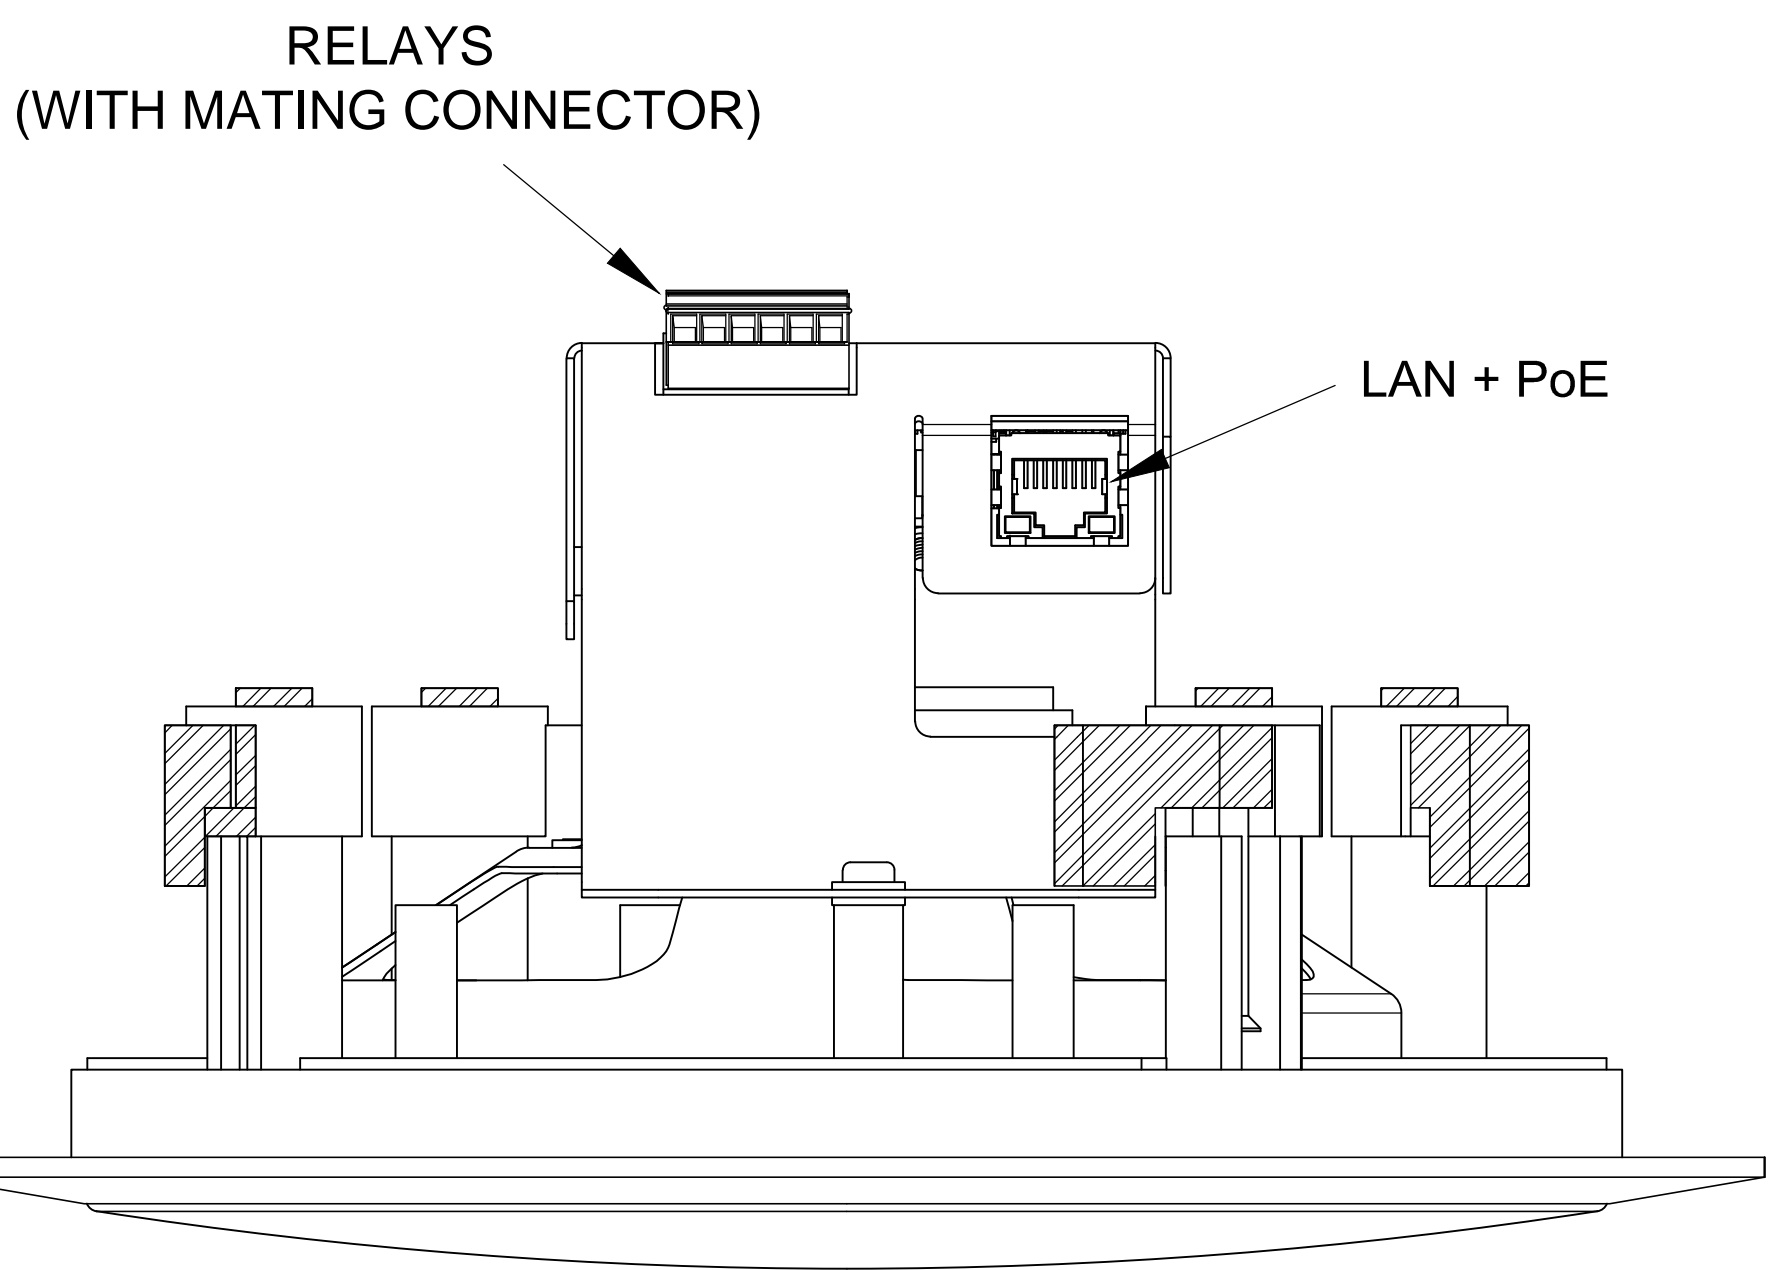 RELAYS
(WITH MATING CONNECTOR)
LAN + PoE